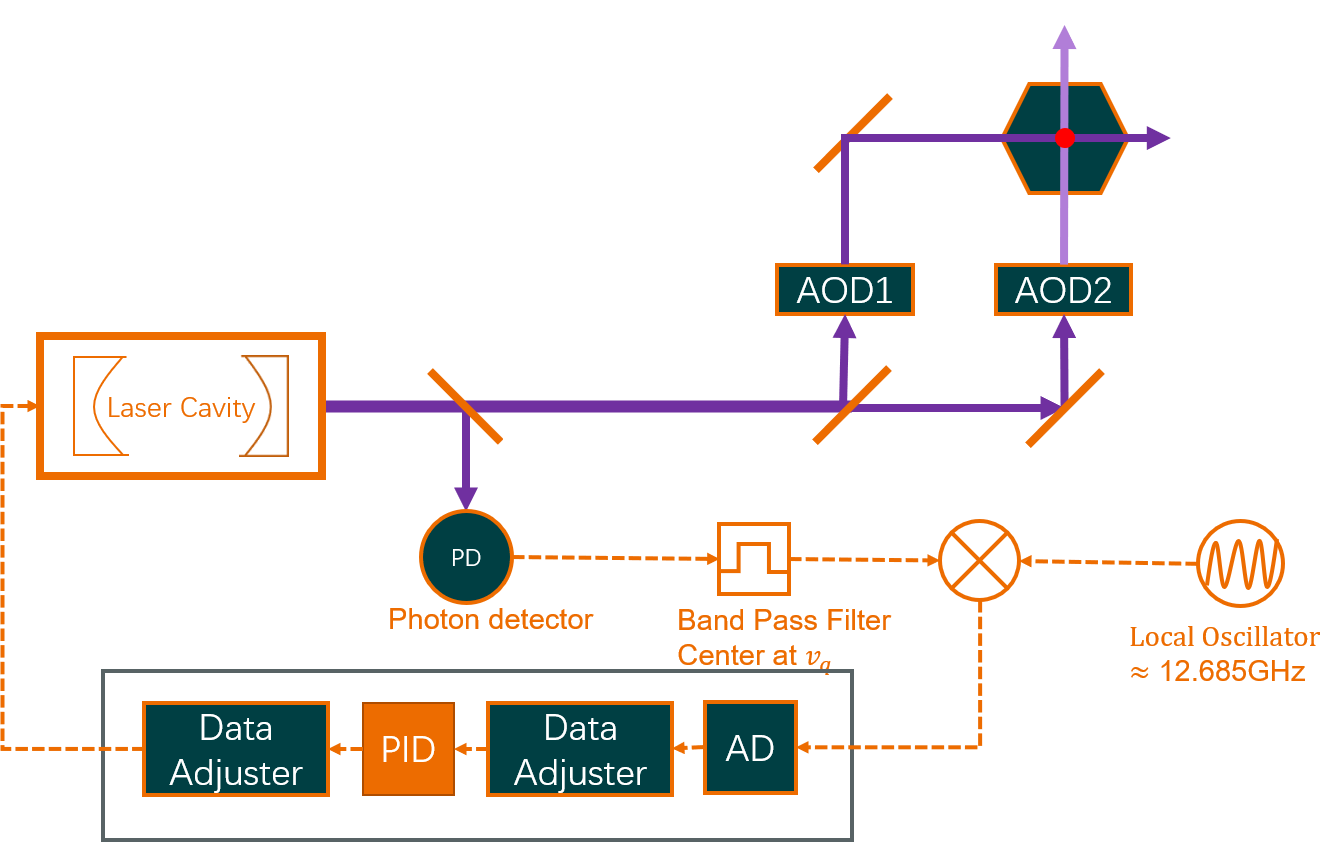 AOD1
AOD2
Laser Cavity
PD
Photon detector
Band Pass Filter
Center at 𝑣𝑞
Local Oscillator
≈ 12.685GHz
Data
Adjuster
PID
Data
Adjuster
AD